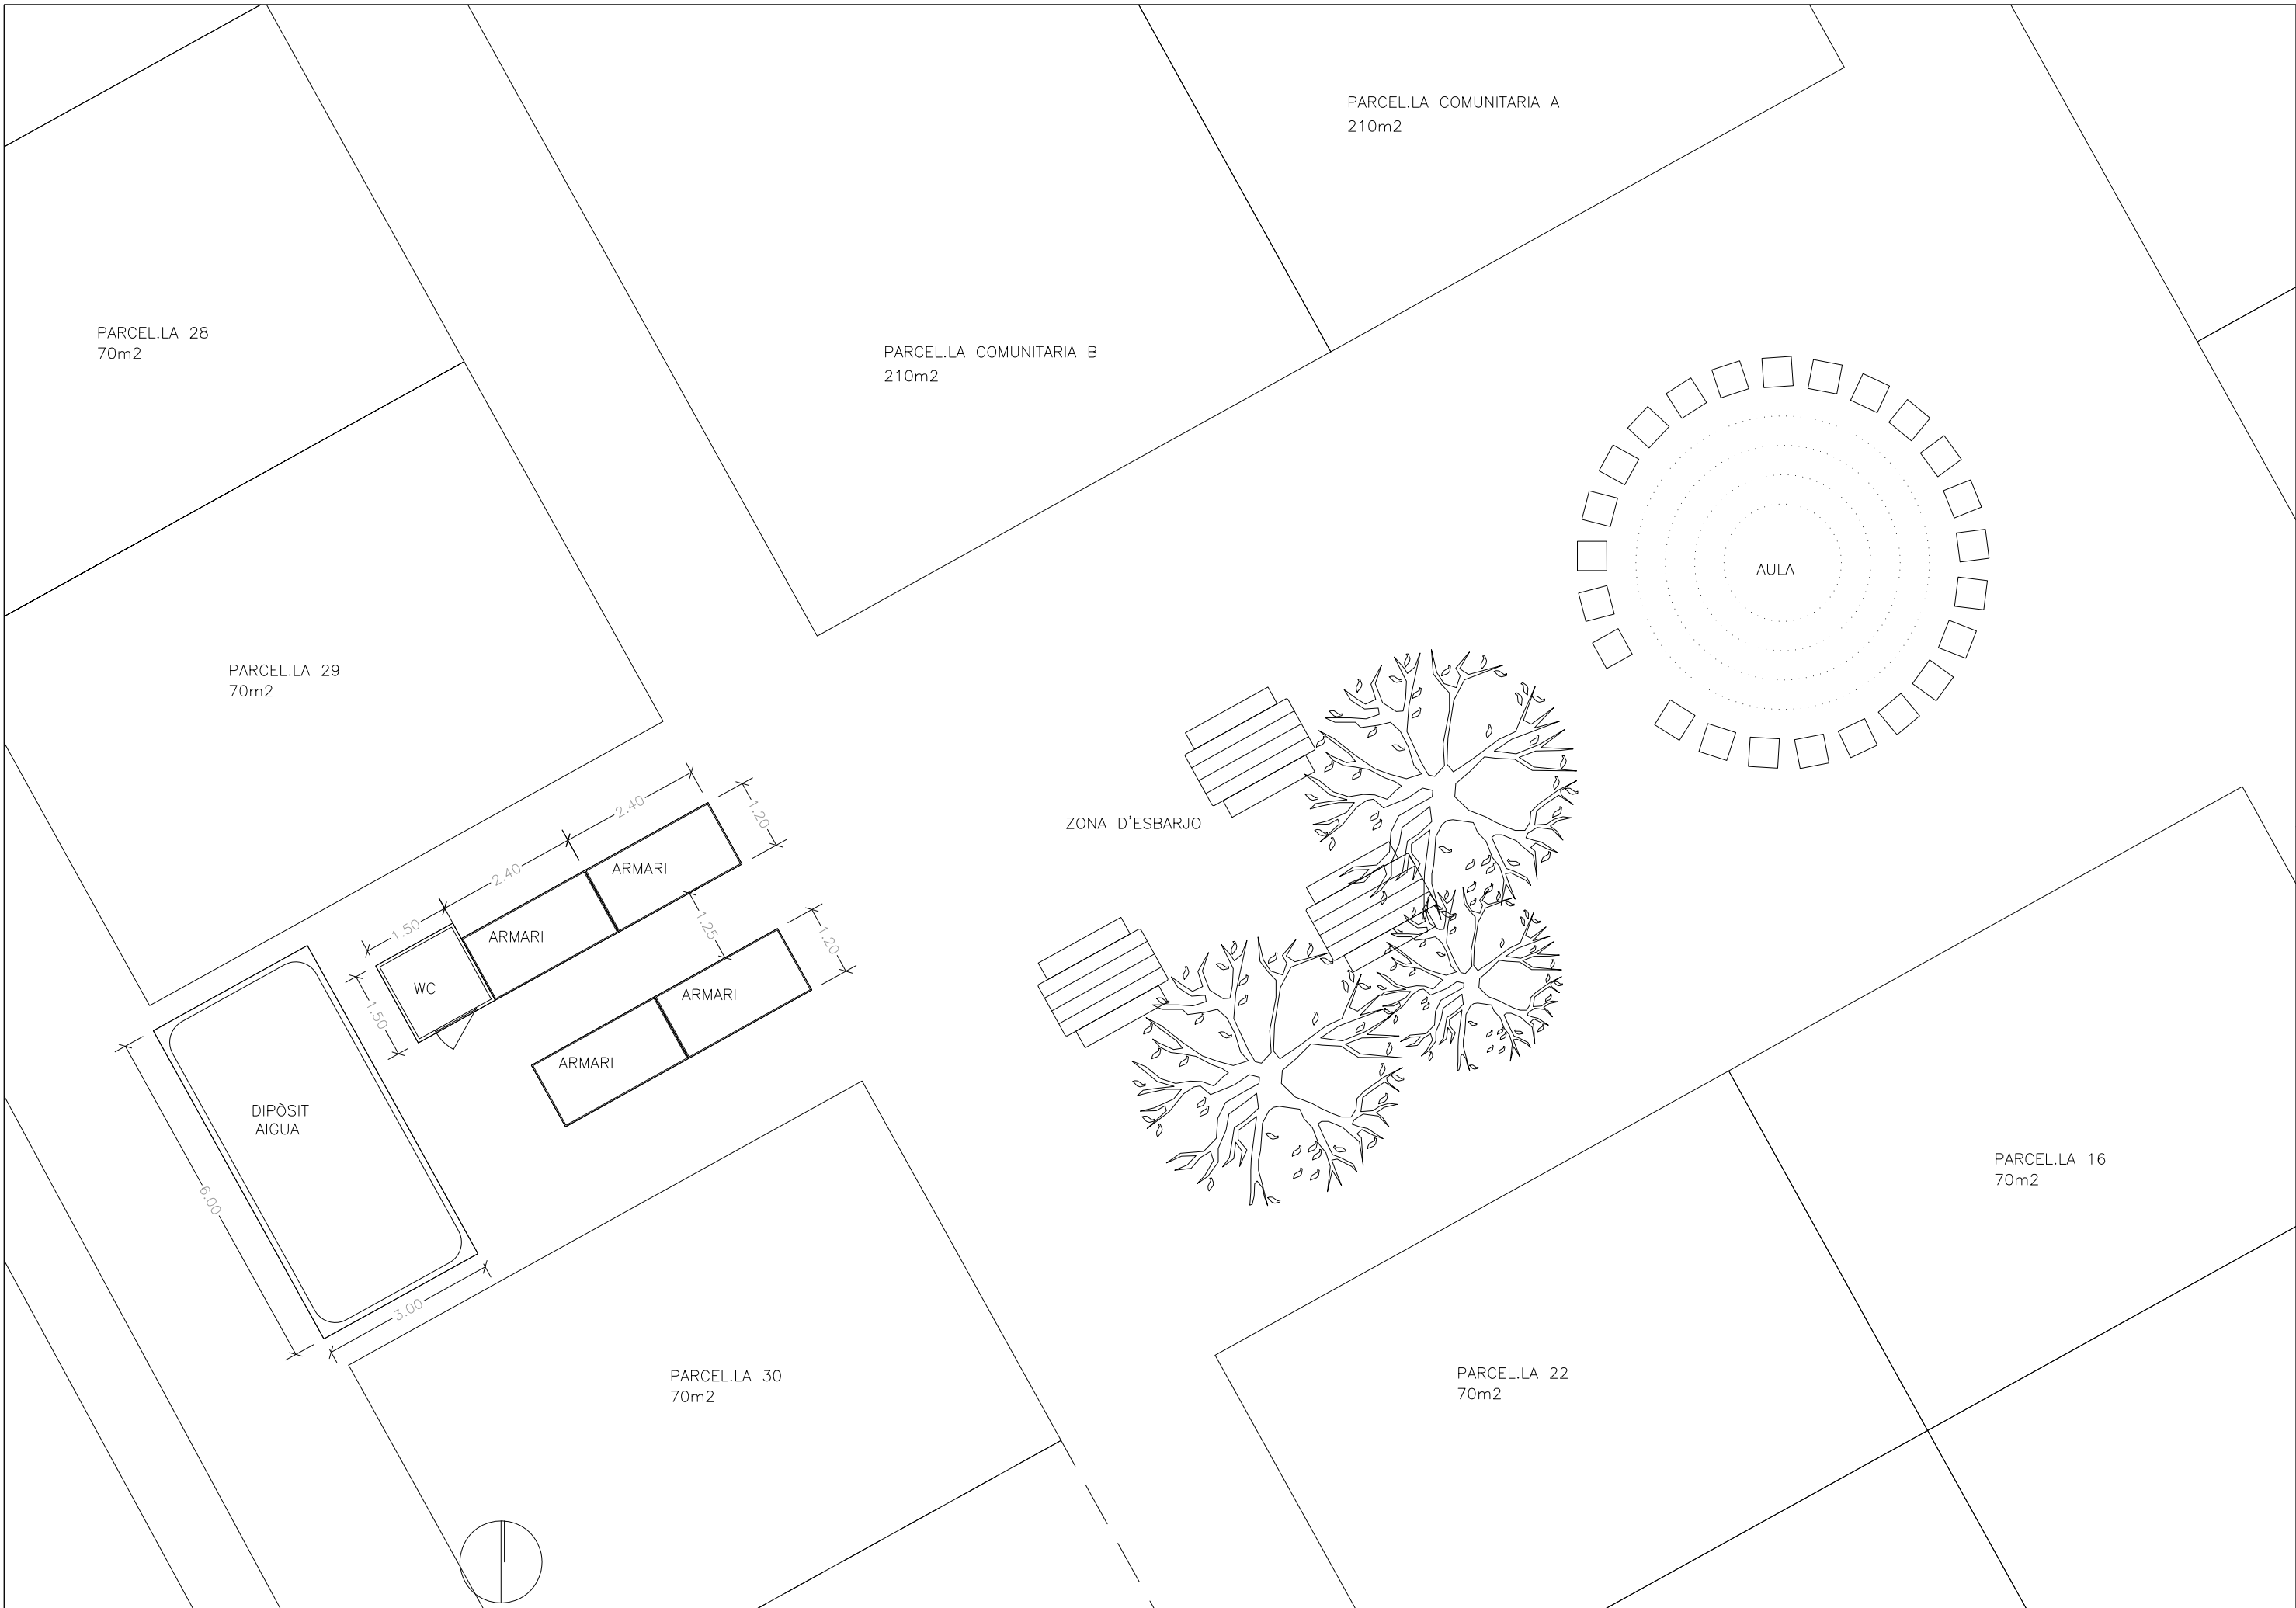 PARCEL.LA COMUNITARIA A
210m2
PARCEL.LA 28
70m2
PARCEL.LA COMUNITARIA B
210m2
AULA
PARCEL.LA 29
70m2
2.40
2.40
1.20
1.50
ZONA D'ESBARJO
ARMARI
ARMARI
1.25
1.20
WC
1.50
ARMARI
ARMARI
DIPÒSIT
AIGUA
6.00
3.00
PARCEL.LA 16
70m2
PARCEL.LA 30
70m2
PARCEL.LA 22
70m2